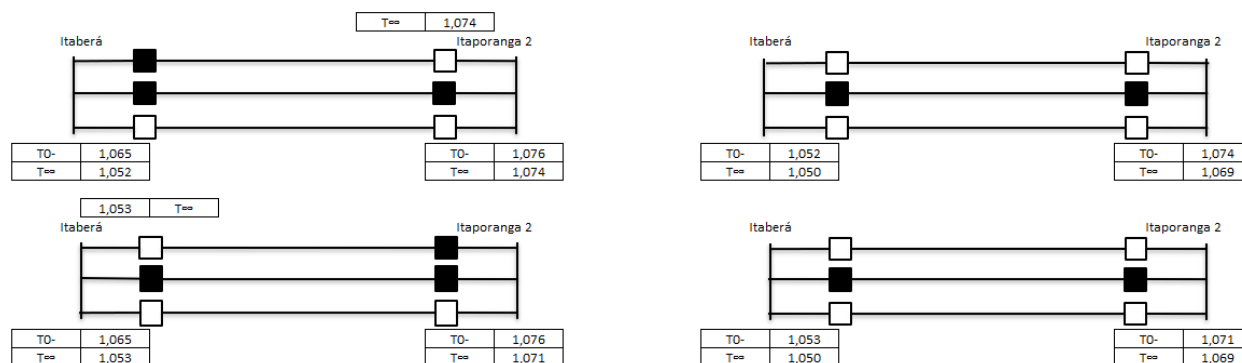 T∞ 1,074
Itaberá Itaporanga 2
T0- 1,065
T∞ 1,052
T0- 1,076
T∞ 1,074
Itaberá Itaporanga 2
T0- 1,052
T∞ 1,050
T0- 1,074
T∞ 1,069
1,053 T∞
Itaberá Itaporanga 2
T0- 1,065
T∞ 1,053
T0- 1,076
T∞ 1,071
Itaberá Itaporanga 2
T0- 1,053
T∞ 1,050
T0- 1,071
T∞ 1,069